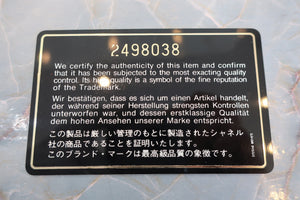 2498038
We certify the authenticity of this item and confirm
that it has been subjected to the most exacting quality
control. Its high quality is a symbol of the fine reputation
of the Trademark.
Wir bestätigen, dass es sich um einen Artikel handelt,
der während seiner Herstellung strengsten Kontrollen
unterworfen war, und dessen erstklassige Qualität
dem hohen Ansehen unserer Marke entspricht.
この製品は厳しい管理のもとに製造されたシャネル
社の商品であることを証明いたします。
このブランド・マークは最高級品質の象徴です。